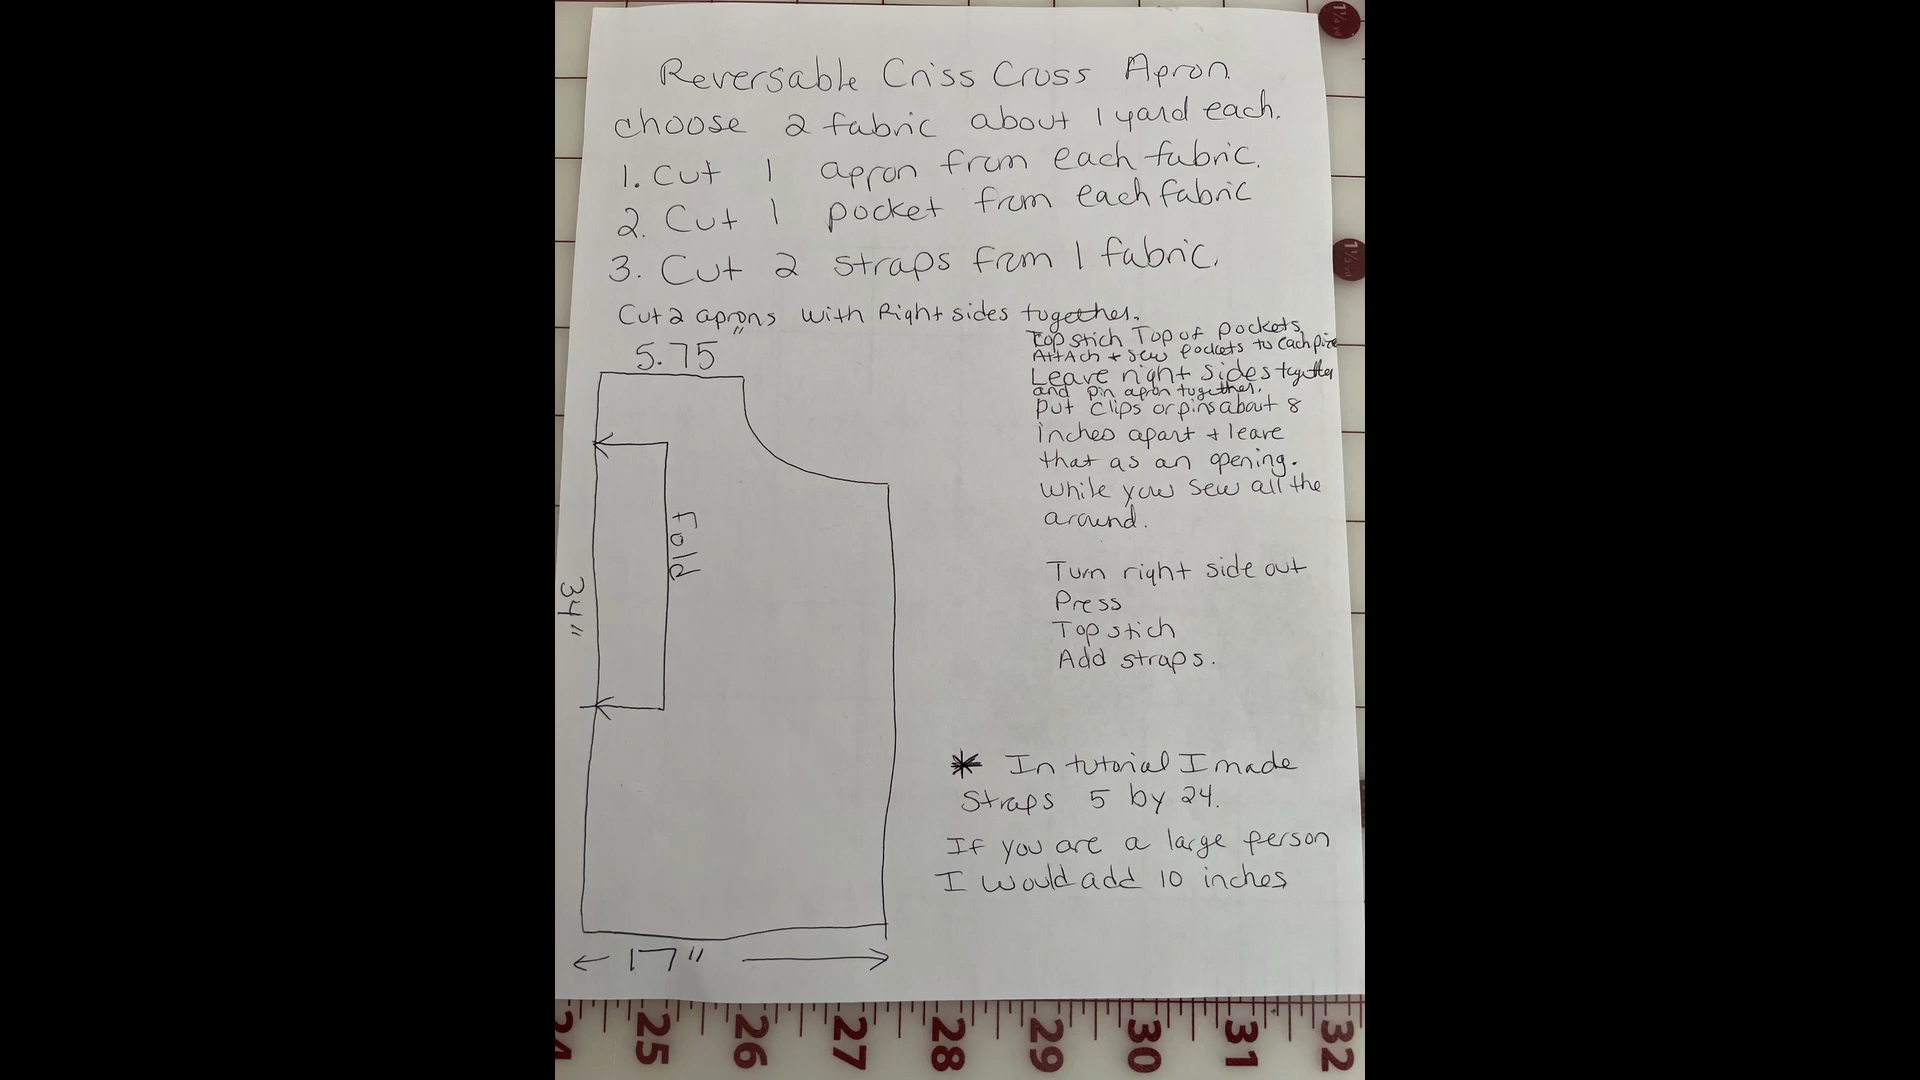 Reversable Criss Cross Apron
choose 2 fabric about 1 yard each.
1. Cut 1 apron from each fabric.
2. Cut 1 pocket from each fabric
3. Cut 2 straps from 1 fabric.
Cut 2 aprons with Right sides together.
5.75"
Fold
34"
17"
Top stich Top of pockets
AttAch + sew pockets to each piece
Leave right sides together
and pin apron together.
put clips or pins about 8
inches apart + leave
that as an opening.
While you sew all the
around.
Turn right side out
Press
Top stich
Add straps.
* In tutorial I made
Straps 5 by 24.
If you are a large person
I would add 10 inches
25 26 27 28 29 30 31 32